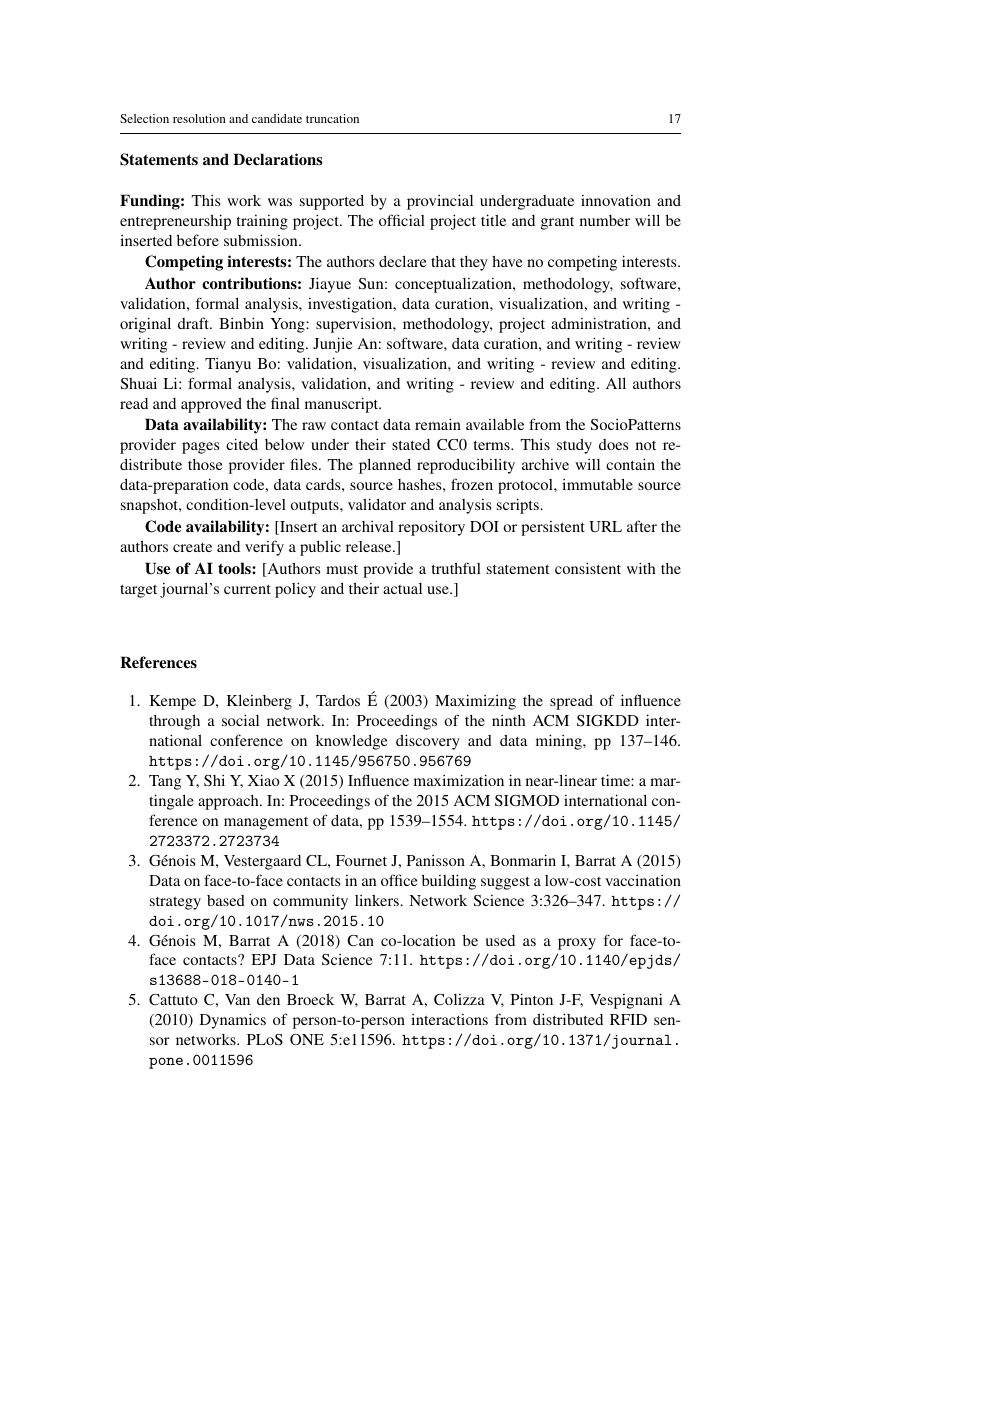 Selection resolution and candidate truncation 17
Statements and Declarations
Funding: This work was supported by a provincial undergraduate innovation and
entrepreneurship training project. The official project title and grant number will be
inserted before submission.
Competing interests: The authors declare that they have no competing interests.
Author contributions: Jiayue Sun: conceptualization, methodology, software,
validation, formal analysis, investigation, data curation, visualization, and writing -
original draft. Binbin Yong: supervision, methodology, project administration, and
writing - review and editing. Junjie An: software, data curation, and writing - review
and editing. Tianyu Bo: validation, visualization, and writing - review and editing.
Shuai Li: formal analysis, validation, and writing - review and editing. All authors
read and approved the final manuscript.
Data availability: The raw contact data remain available from the SocioPatterns
provider pages cited below under their stated CC0 terms. This study does not re-
distribute those provider files. The planned reproducibility archive will contain the
data-preparation code, data cards, source hashes, frozen protocol, immutable source
snapshot, condition-level outputs, validator and analysis scripts.
Code availability: [Insert an archival repository DOI or persistent URL after the
authors create and verify a public release.]
Use of AI tools: [Authors must provide a truthful statement consistent with the
target journal's current policy and their actual use.]
References
1. Kempe D, Kleinberg J, Tardos É (2003) Maximizing the spread of influence
through a social network. In: Proceedings of the ninth ACM SIGKDD inter-
national conference on knowledge discovery and data mining, pp 137–146.
https://doi.org/10.1145/956750.956769
2. Tang Y, Shi Y, Xiao X (2015) Influence maximization in near-linear time: a mar-
tingale approach. In: Proceedings of the 2015 ACM SIGMOD international con-
ference on management of data, pp 1539–1554. https://doi.org/10.1145/
2723372.2723734
3. Génois M, Vestergaard CL, Fournet J, Panisson A, Bonmarin I, Barrat A (2015)
Data on face-to-face contacts in an office building suggest a low-cost vaccination
strategy based on community linkers. Network Science 3:326–347. https://
doi.org/10.1017/nws.2015.10
4. Génois M, Barrat A (2018) Can co-location be used as a proxy for face-to-
face contacts? EPJ Data Science 7:11. https://doi.org/10.1140/epjds/
s13688-018-0140-1
5. Cattuto C, Van den Broeck W, Barrat A, Colizza V, Pinton J-F, Vespignani A
(2010) Dynamics of person-to-person interactions from distributed RFID sen-
sor networks. PLoS ONE 5:e11596. https://doi.org/10.1371/journal.
pone.0011596